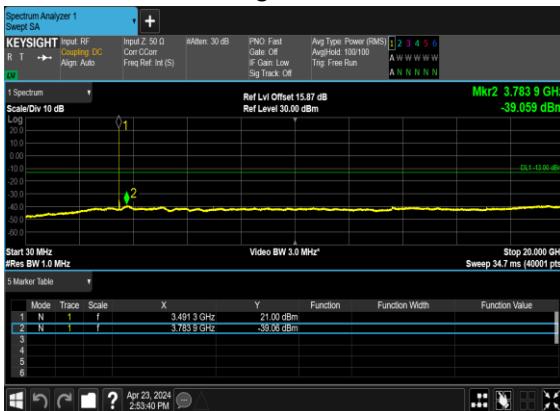 Spectrum Analyzer 1
Swept SA
KEYSIGHT Input: RF Input Z: 50 Ω #Atten: 30 dB PNO: Fast Avg Type: Power (RMS) 1 2 3 4 5 6
R T Coupling: DC Corr CCorr Gate: Off Avg|Hold: 100/100 A W W W W W
Align: Auto Freq Ref: Int (S) IF Gain: Low Trig: Free Run
LV Sig Track: Off A N N N N N
1 Spectrum Ref Lvl Offset 15.87 dB Mkr2 3.783 9 GHz
Scale/Div 10 dB Ref Level 30.00 dBm -39.059 dBm
Log
20.0
10.0
0.00
-10.0 DL1 -13.00 dBm
-20.0
-30.0
-40.0
-50.0
-60.0
1
2
Start 30 MHz Video BW 3.0 MHz* Stop 20.000 GHz
#Res BW 1.0 MHz Sweep 34.7 ms (40001 pts)
5 Marker Table
Mode Trace Scale X Y Function Function Width Function Value
1 N 1 f 3.491 3 GHz 21.00 dBm
2 N 1 f 3.783 9 GHz -39.06 dBm
3
4
5
6
? Apr 23, 2024
2:53:40 PM